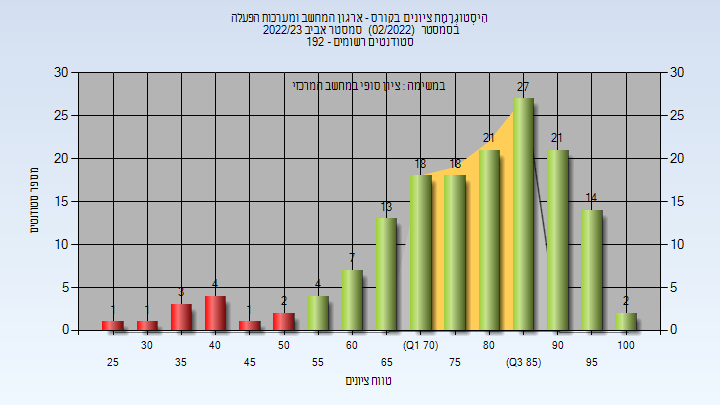 היסטוגרמת ציונים בקורס - ארגון המחשב ומערכות הפעלה
בסמסטר (02/2022) סמסטר אביב 2022/23
סטודנטים רשומים - 192
במשימה : ציון סופי במחשב המרכזי
מספר סטודנטים
30 30
25 25
20 20
15 15
10 10
5 5
0 0
1 1 3 4 1 2 4 7 13 18 18 21 27 21 14 2
30 40 50 60 (Q1 70) 80 90 100
25 35 45 55 65 75 (Q3 85) 95
טווח ציונים